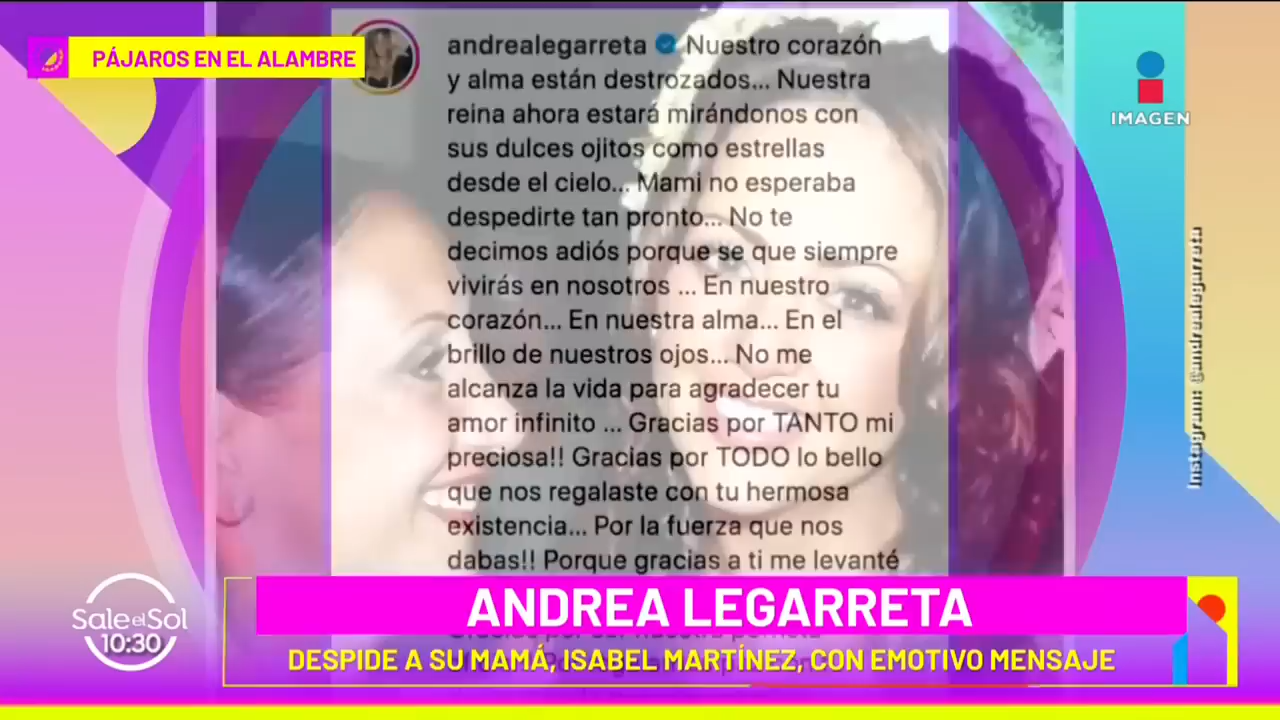 PÁJAROS EN EL ALAMBRE
IMAGEN
andrealegarreta Nuestro corazón
y alma están destrozados... Nuestra
reina ahora estará mirándonos con
sus dulces ojitos como estrellas
desde el cielo... Mami no esperaba
despedirte tan pronto... No te
decimos adiós porque se que siempre
vivirás en nosotros ... En nuestro
corazón... En nuestra alma... En el
brillo de nuestros ojos... No me
alcanza la vida para agradecer tu
amor infinito ... Gracias por TANTO mi
preciosa!! Gracias por TODO lo bello
que nos regalaste con tu hermosa
existencia... Por la fuerza que nos
dabas!! Porque gracias a ti me levanté
Instagram: @andrealegarreta
Sale el Sol
10:30
ANDREA LEGARRETA
DESPIDE A SU MAMÁ, ISABEL MARTÍNEZ, CON EMOTIVO MENSAJE